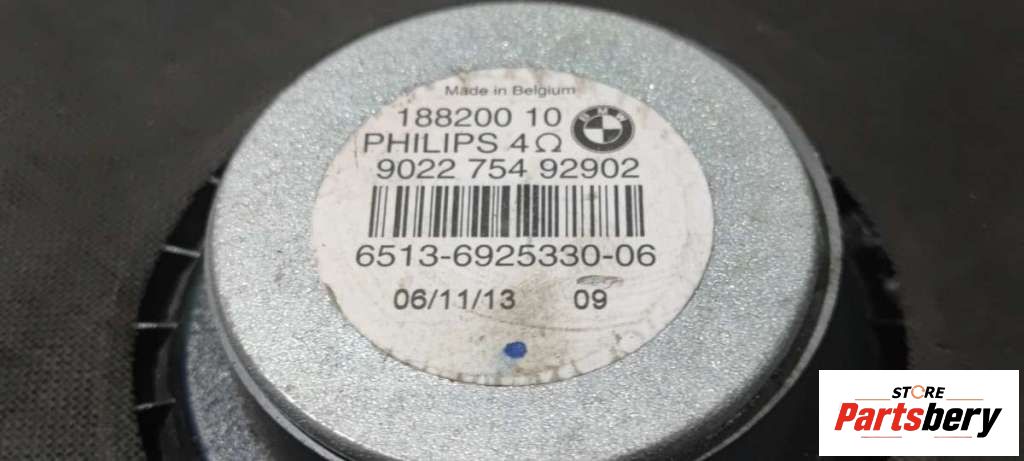 Made in Belgium
188200 10
BMW
PHILIPS 4Ω
9022 754 92902
6513-6925330-06
06/11/13 09
STORE
Partsbery